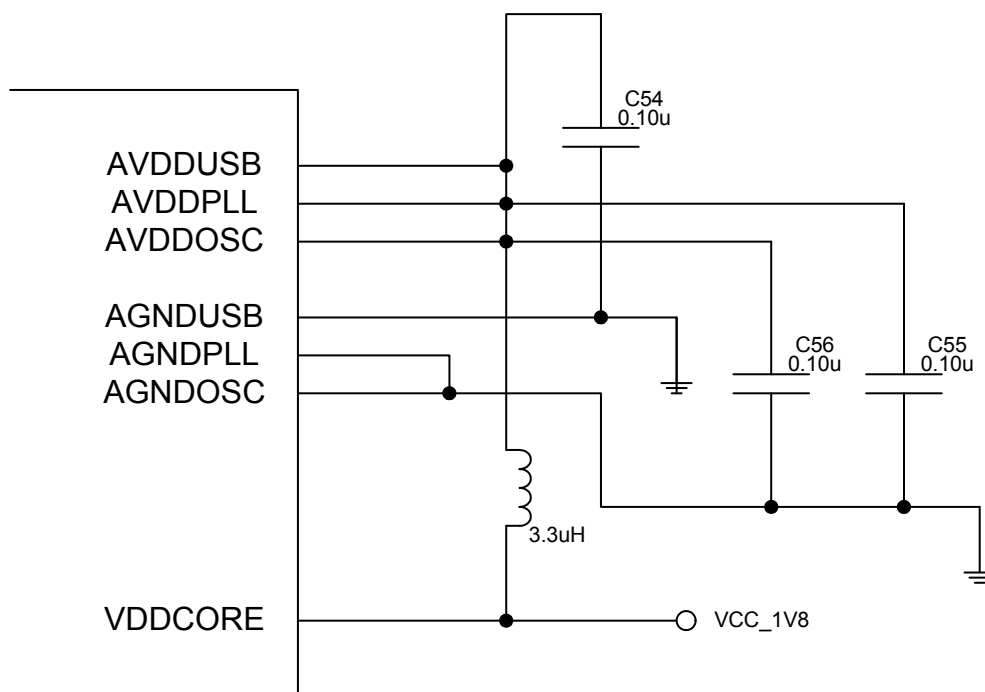 C54
0.10u
AVDDUSB
AVDDPLL
AVDDOSC
AGNDUSB
AGNDPLL
AGNDOSC
C56
0.10u
C55
0.10u
3.3uH
VDDCORE
VCC_1V8